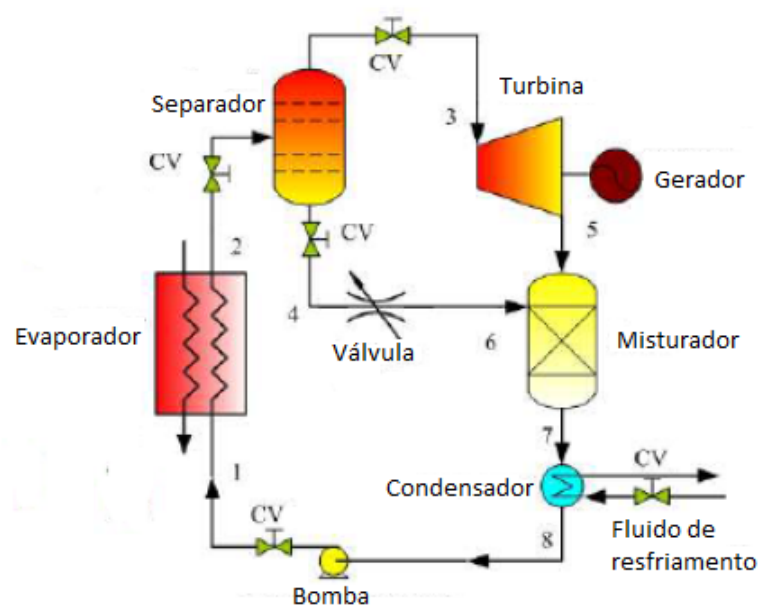 CV
Separador
Turbina
3
CV
Gerador
CV
5
2
4
Válvula
6
Misturador
Evaporador
7
CV
Condensador
1
CV
8
Fluido de
resfriamento
Bomba